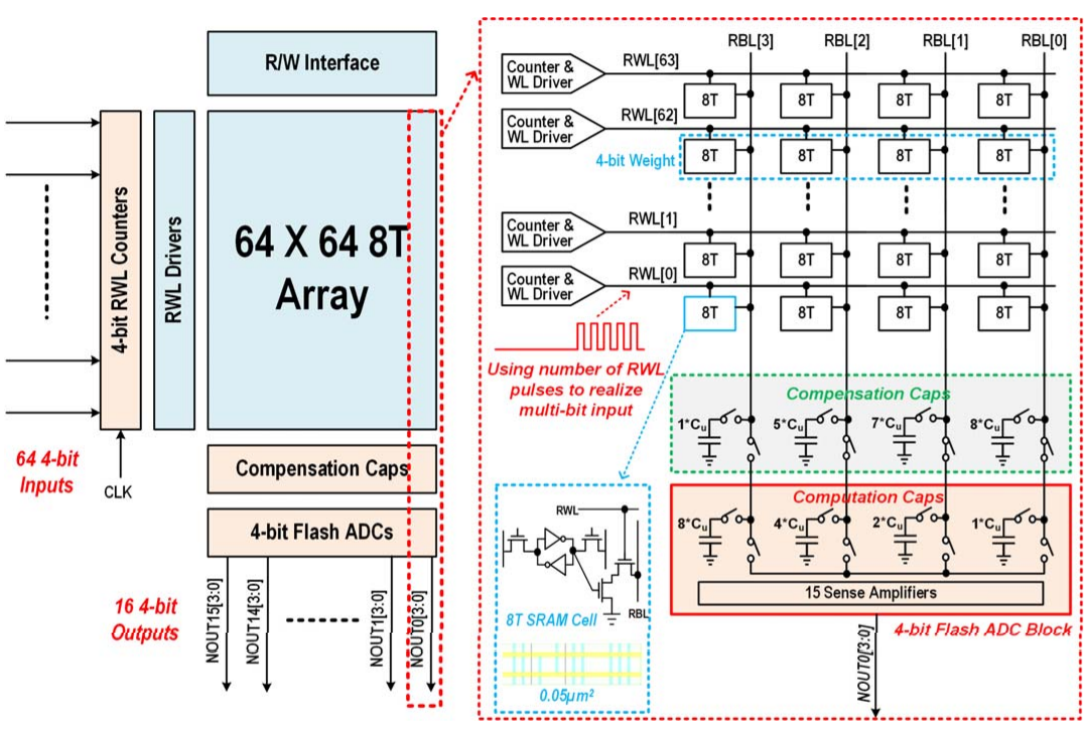 R/W Interface
4-bit RWL Counters
RWL Drivers
64 X 64 8T
Array
64 4-bit
Inputs
CLK
Compensation Caps
4-bit Flash ADCs
16 4-bit
Outputs
NOUT15[3:0]
NOUT14[3:0]
NOUT1[3:0]
NOUT0[3:0]
RBL[3]
RBL[2]
RBL[1]
RBL[0]
Counter &
WL Driver
RWL[63]
8T
8T
8T
8T
Counter &
WL Driver
RWL[62]
4-bit Weight
8T
8T
8T
8T
Counter &
WL Driver
RWL[1]
8T
8T
8T
8T
Counter &
WL Driver
RWL[0]
8T
8T
8T
8T
Using number of RWL
pulses to realize
multi-bit input
Compensation Caps
1*Cu
5*Cu
7*Cu
8*Cu
Computation Caps
8*Cu
4*Cu
2*Cu
1*Cu
15 Sense Amplifiers
4-bit Flash ADC Block
NOUT0[3:0]
RWL
RBL
8T SRAM Cell
0.05μm²